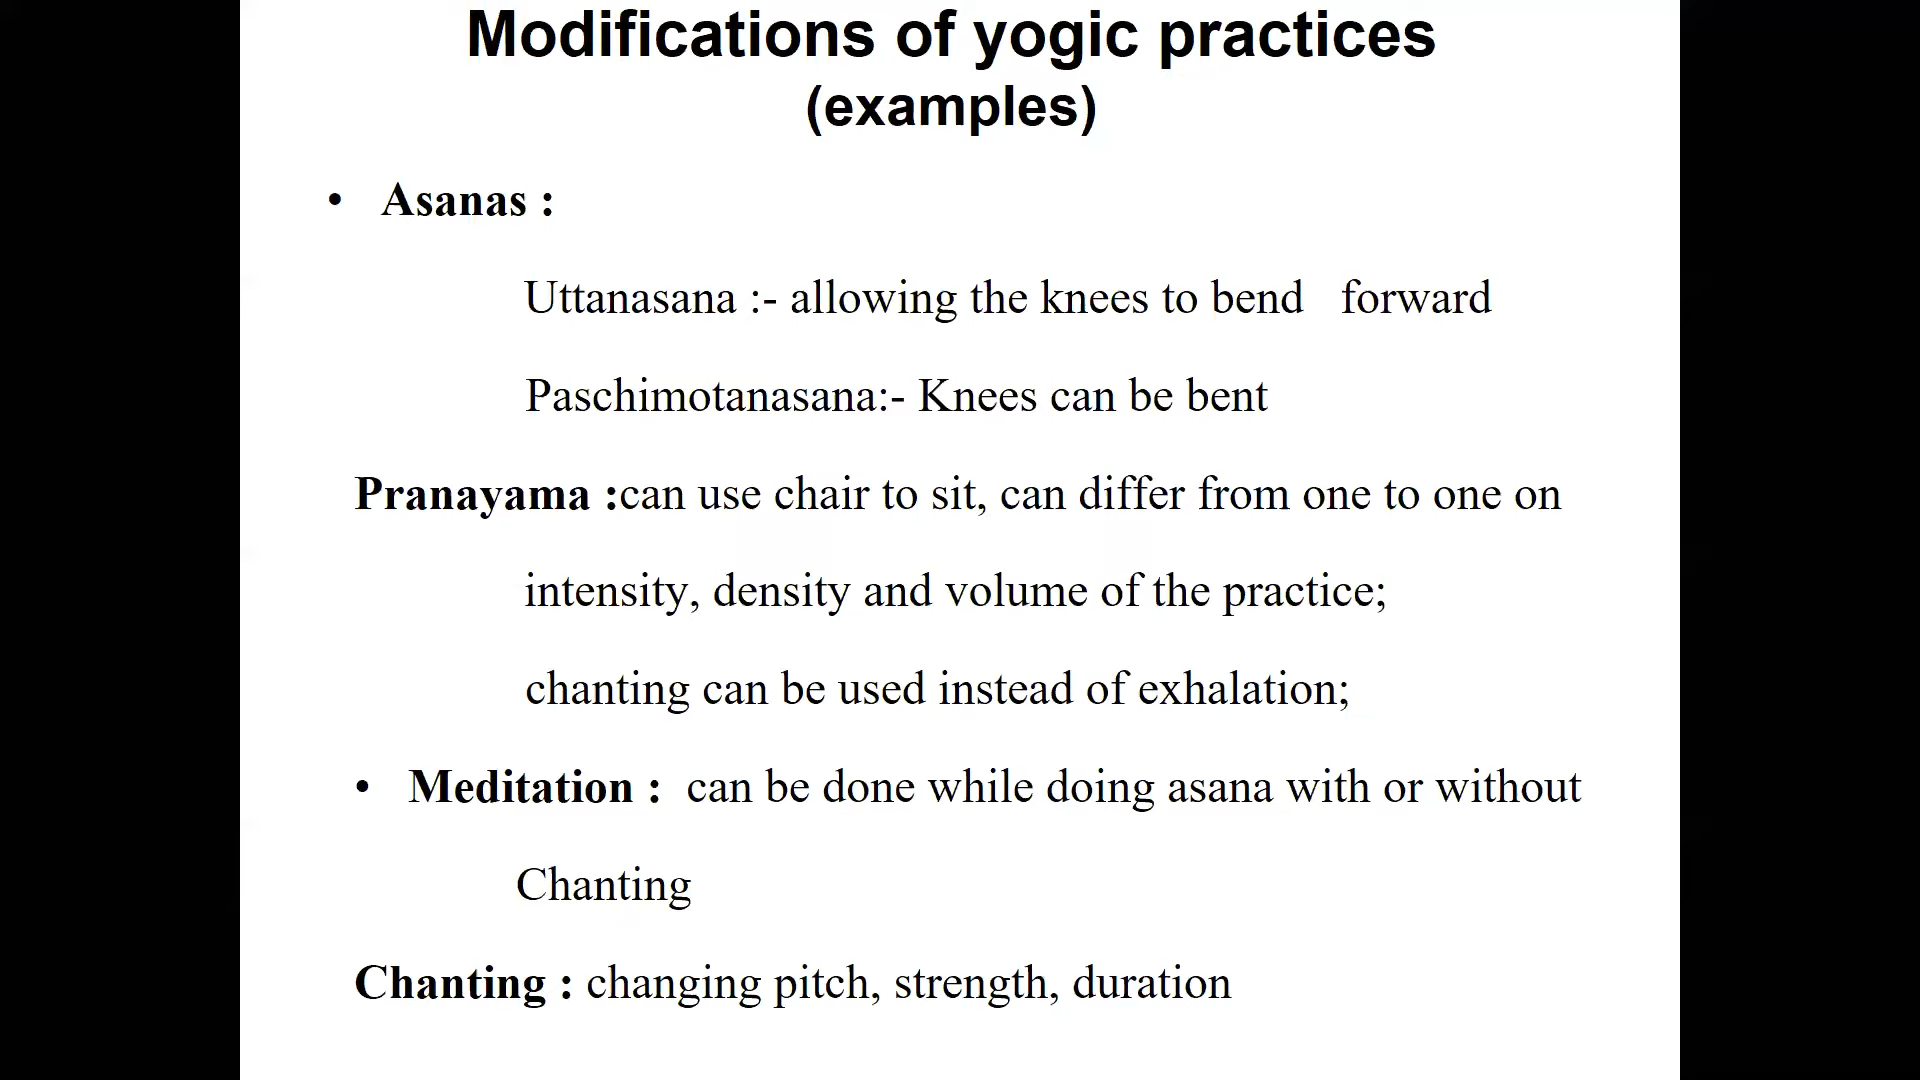 Modifications of yogic practices
(examples)
• Asanas :
Uttanasana :- allowing the knees to bend forward
Paschimotanasana:- Knees can be bent
Pranayama :can use chair to sit, can differ from one to one on
intensity, density and volume of the practice;
chanting can be used instead of exhalation;
• Meditation : can be done while doing asana with or without
Chanting
Chanting : changing pitch, strength, duration